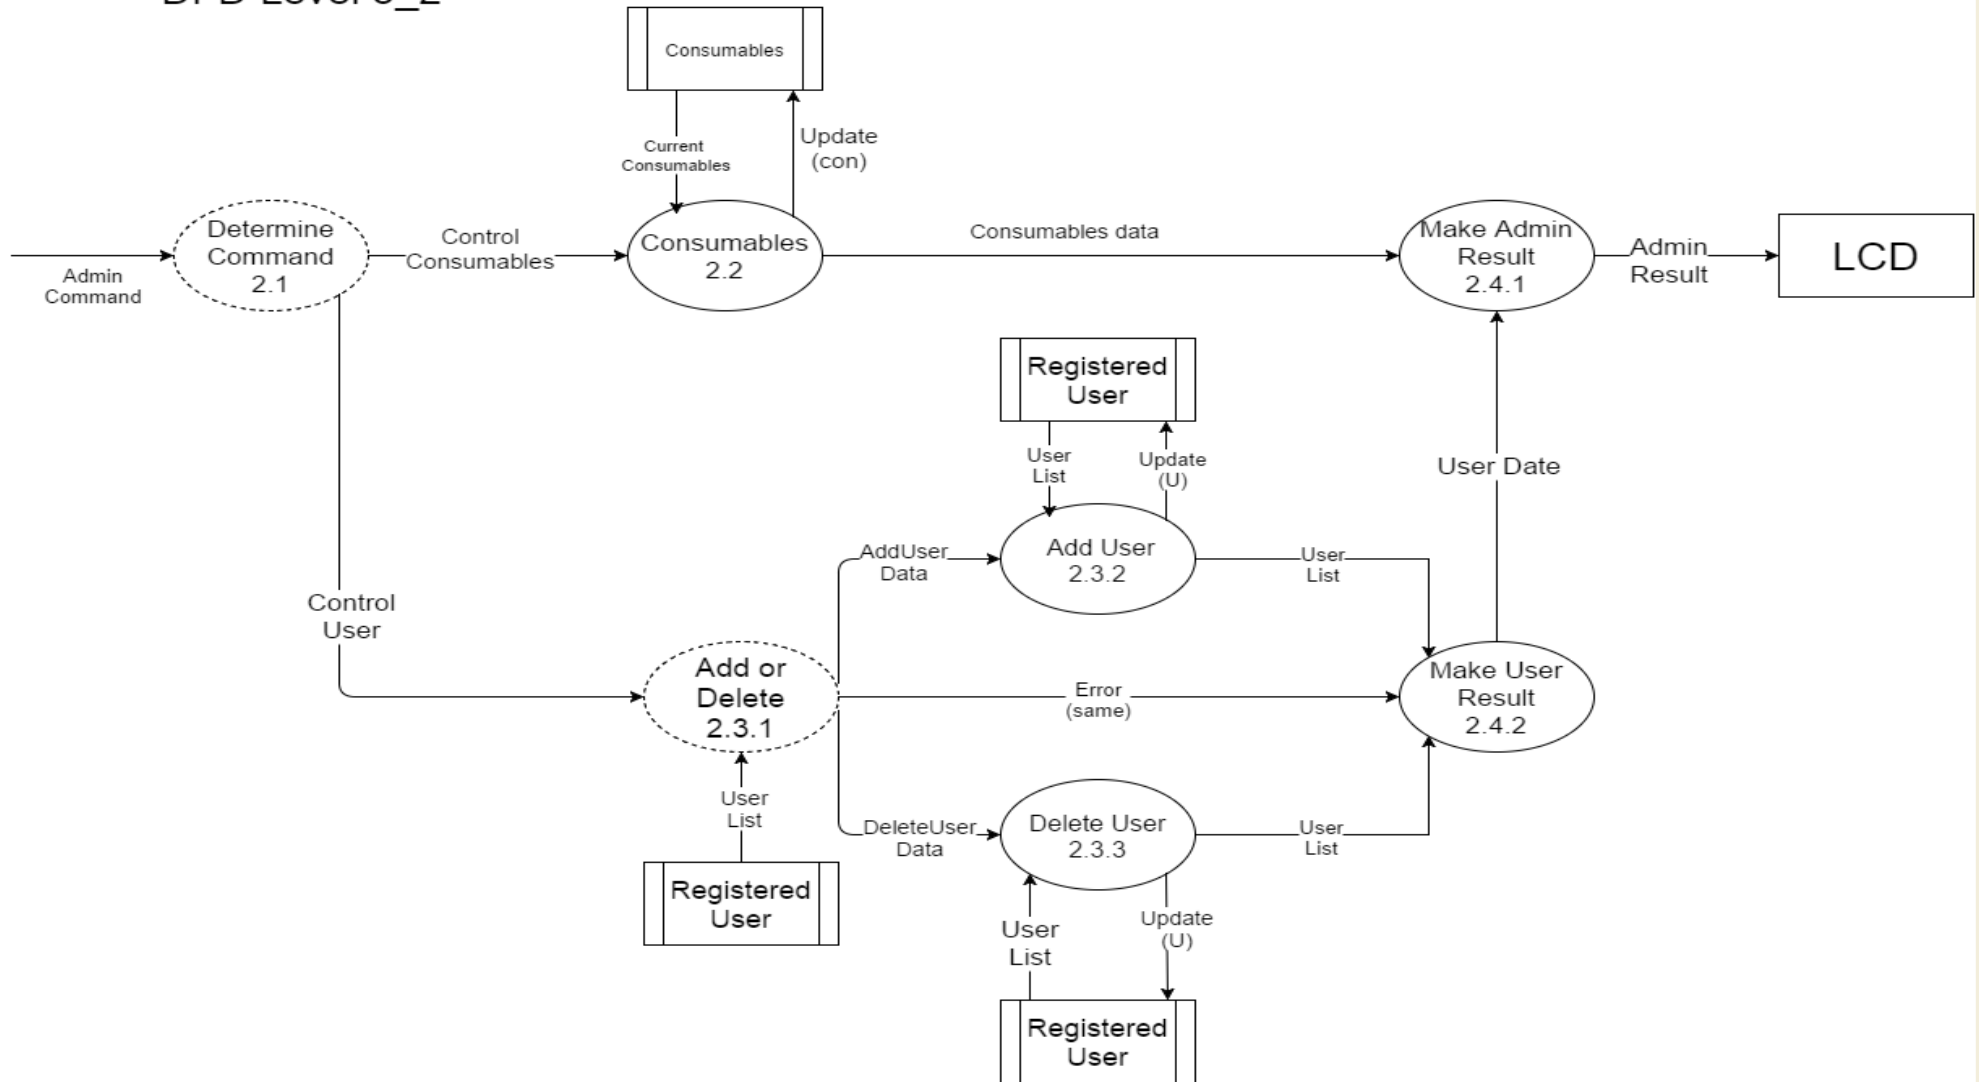 Consumables
Current
Consumables
Update
(con)
Determine
Command
2.1
Control
Consumables
Consumables
2.2
Consumables data
Make Admin
Result
2.4.1
Admin
Result
LCD
Admin
Command
Registered
User
User
List
Update
(U)
User Date
Add User
2.3.2
AddUser
Data
User
List
Control
User
Add or
Delete
2.3.1
Error
(same)
Make User
Result
2.4.2
User
List
DeleteUser
Data
Delete User
2.3.3
User
List
Registered
User
User
List
Update
(U)
Registered
User